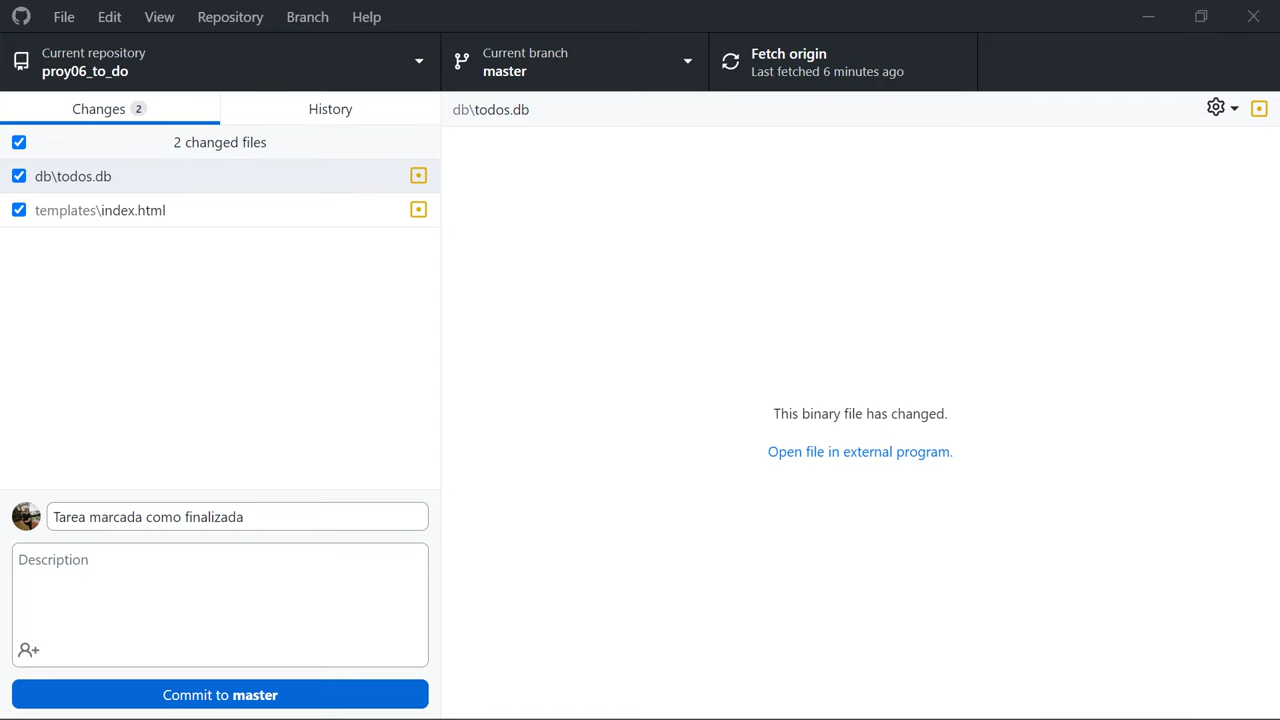 File Edit View Repository Branch Help
Current repository
proy06_to_do
Current branch
master
Fetch origin
Last fetched 6 minutes ago
Changes 2
History
db\todos.db
2 changed files
db\todos.db
templates\index.html
This binary file has changed.
Open file in external program.
Tarea marcada como finalizada
Description
Commit to master